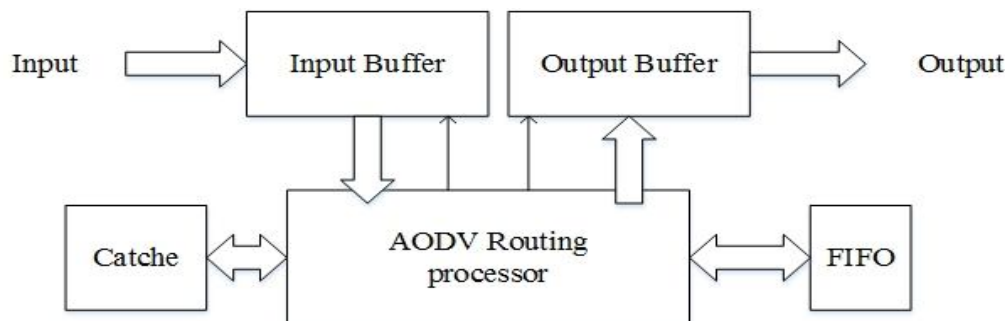 Input
Input Buffer
Output Buffer
Output
Catche
AODV Routing
processor
FIFO